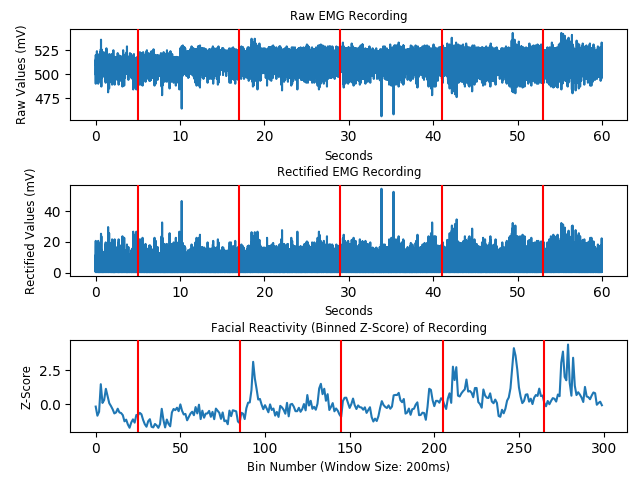 Raw EMG Recording
Raw Values (mV)
525
500
475
0 10 20 30 40 50 60
Seconds
Rectified EMG Recording
Rectified Values (mV)
40
20
0
0 10 20 30 40 50 60
Seconds
Facial Reactivity (Binned Z-Score) of Recording
Z-Score
2.5
0.0
0 50 100 150 200 250 300
Bin Number (Window Size: 200ms)